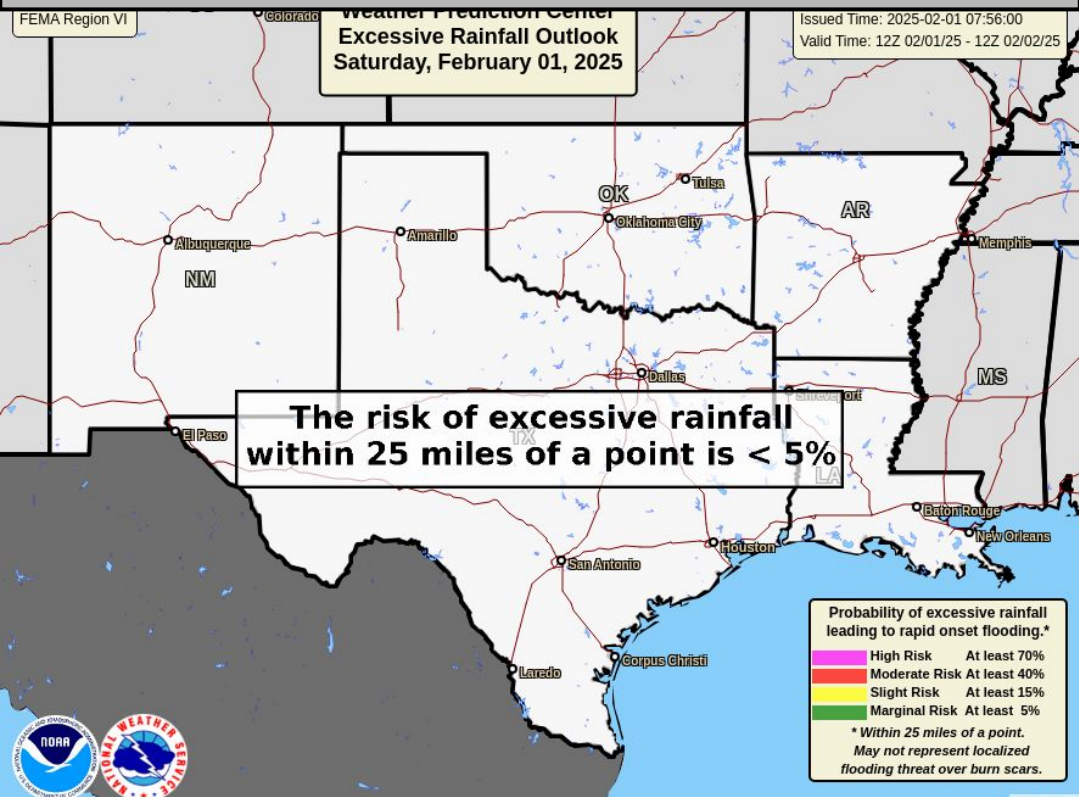 FEMA Region VI
Colorado
Weather Prediction Center
Excessive Rainfall Outlook
Saturday, February 01, 2025
Issued Time: 2025-02-01 07:56:00
Valid Time: 12Z 02/01/25 - 12Z 02/02/25
OK
Tulsa
Oklahoma City
AR
Albuquerque
Amarillo
Memphis
NM
Dallas
MS
Shreveport
El Paso
The risk of excessive rainfall
within 25 miles of a point is < 5%
TX
LA
Baton Rouge
New Orleans
Houston
San Antonio
Corpus Christi
Laredo
Probability of excessive rainfall
leading to rapid onset flooding.*
High Risk At least 70%
Moderate Risk At least 40%
Slight Risk At least 15%
Marginal Risk At least 5%
* Within 25 miles of a point.
May not represent localized
flooding threat over burn scars.
NOAA
NATIONAL WEATHER SERVICE